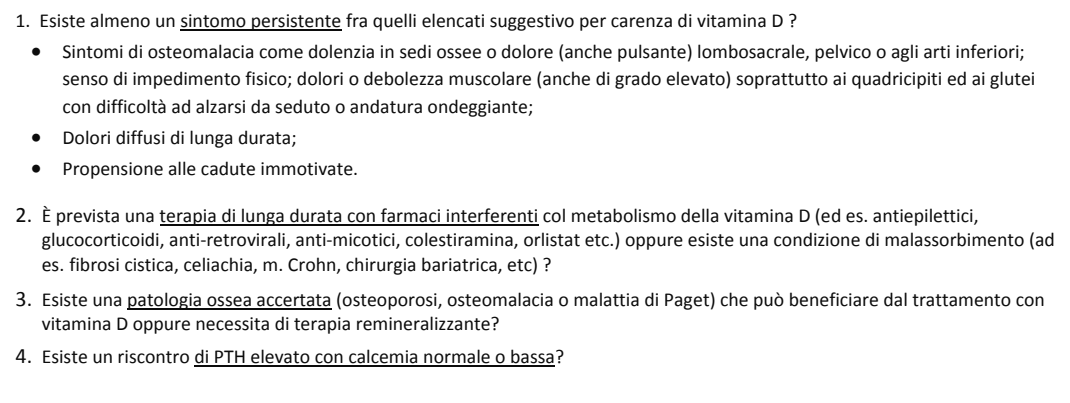 1. Esiste almeno un sintomo persistente fra quelli elencati suggestivo per carenza di vitamina D ?
• Sintomi di osteomalacia come dolenzia in sedi ossee o dolore (anche pulsante) lombosacrale, pelvico o agli arti inferiori;
senso di impedimento fisico; dolori o debolezza muscolare (anche di grado elevato) soprattutto ai quadricipiti ed ai glutei
con difficoltà ad alzarsi da seduto o andatura ondeggiante;
• Dolori diffusi di lunga durata;
• Propensione alle cadute immotivate.
2. È prevista una terapia di lunga durata con farmaci interferenti col metabolismo della vitamina D (ed es. antiepilettici,
glucocorticoidi, anti-retrovirali, anti-micotici, colestiramina, orlistat etc.) oppure esiste una condizione di malassorbimento (ad
es. fibrosi cistica, celiachia, m. Crohn, chirurgia bariatrica, etc) ?
3. Esiste una patologia ossea accertata (osteoporosi, osteomalacia o malattia di Paget) che può beneficiare dal trattamento con
vitamina D oppure necessita di terapia remineralizzante?
4. Esiste un riscontro di PTH elevato con calcemia normale o bassa?